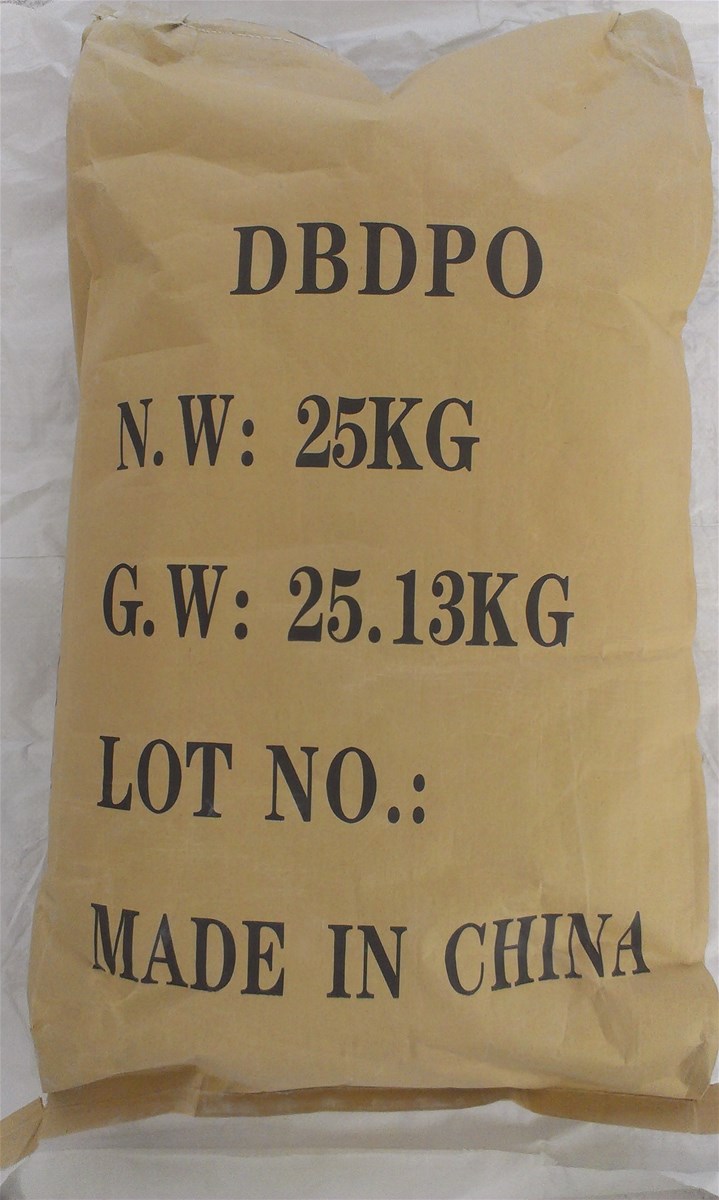 DBDPO
N.W: 25KG
G.W: 25.13KG
LOT NO.:
MADE IN CHINA